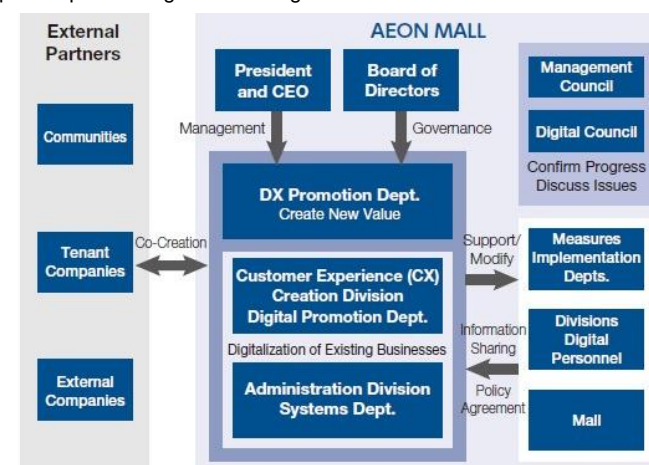 External
Partners
Communities
Tenant
Companies
External
Companies
Co-Creation
AEON MALL
President
and CEO
Board of
Directors
Management
Governance
DX Promotion Dept.
Create New Value
Customer Experience (CX)
Creation Division
Digital Promotion Dept.
Digitalization of Existing Businesses
Administration Division
Systems Dept.
Management
Council
Digital Council
Confirm Progress
Discuss Issues
Support/
Modify
Information
Sharing
Policy
Agreement
Measures
Implementation
Depts.
Divisions
Digital
Personnel
Mall